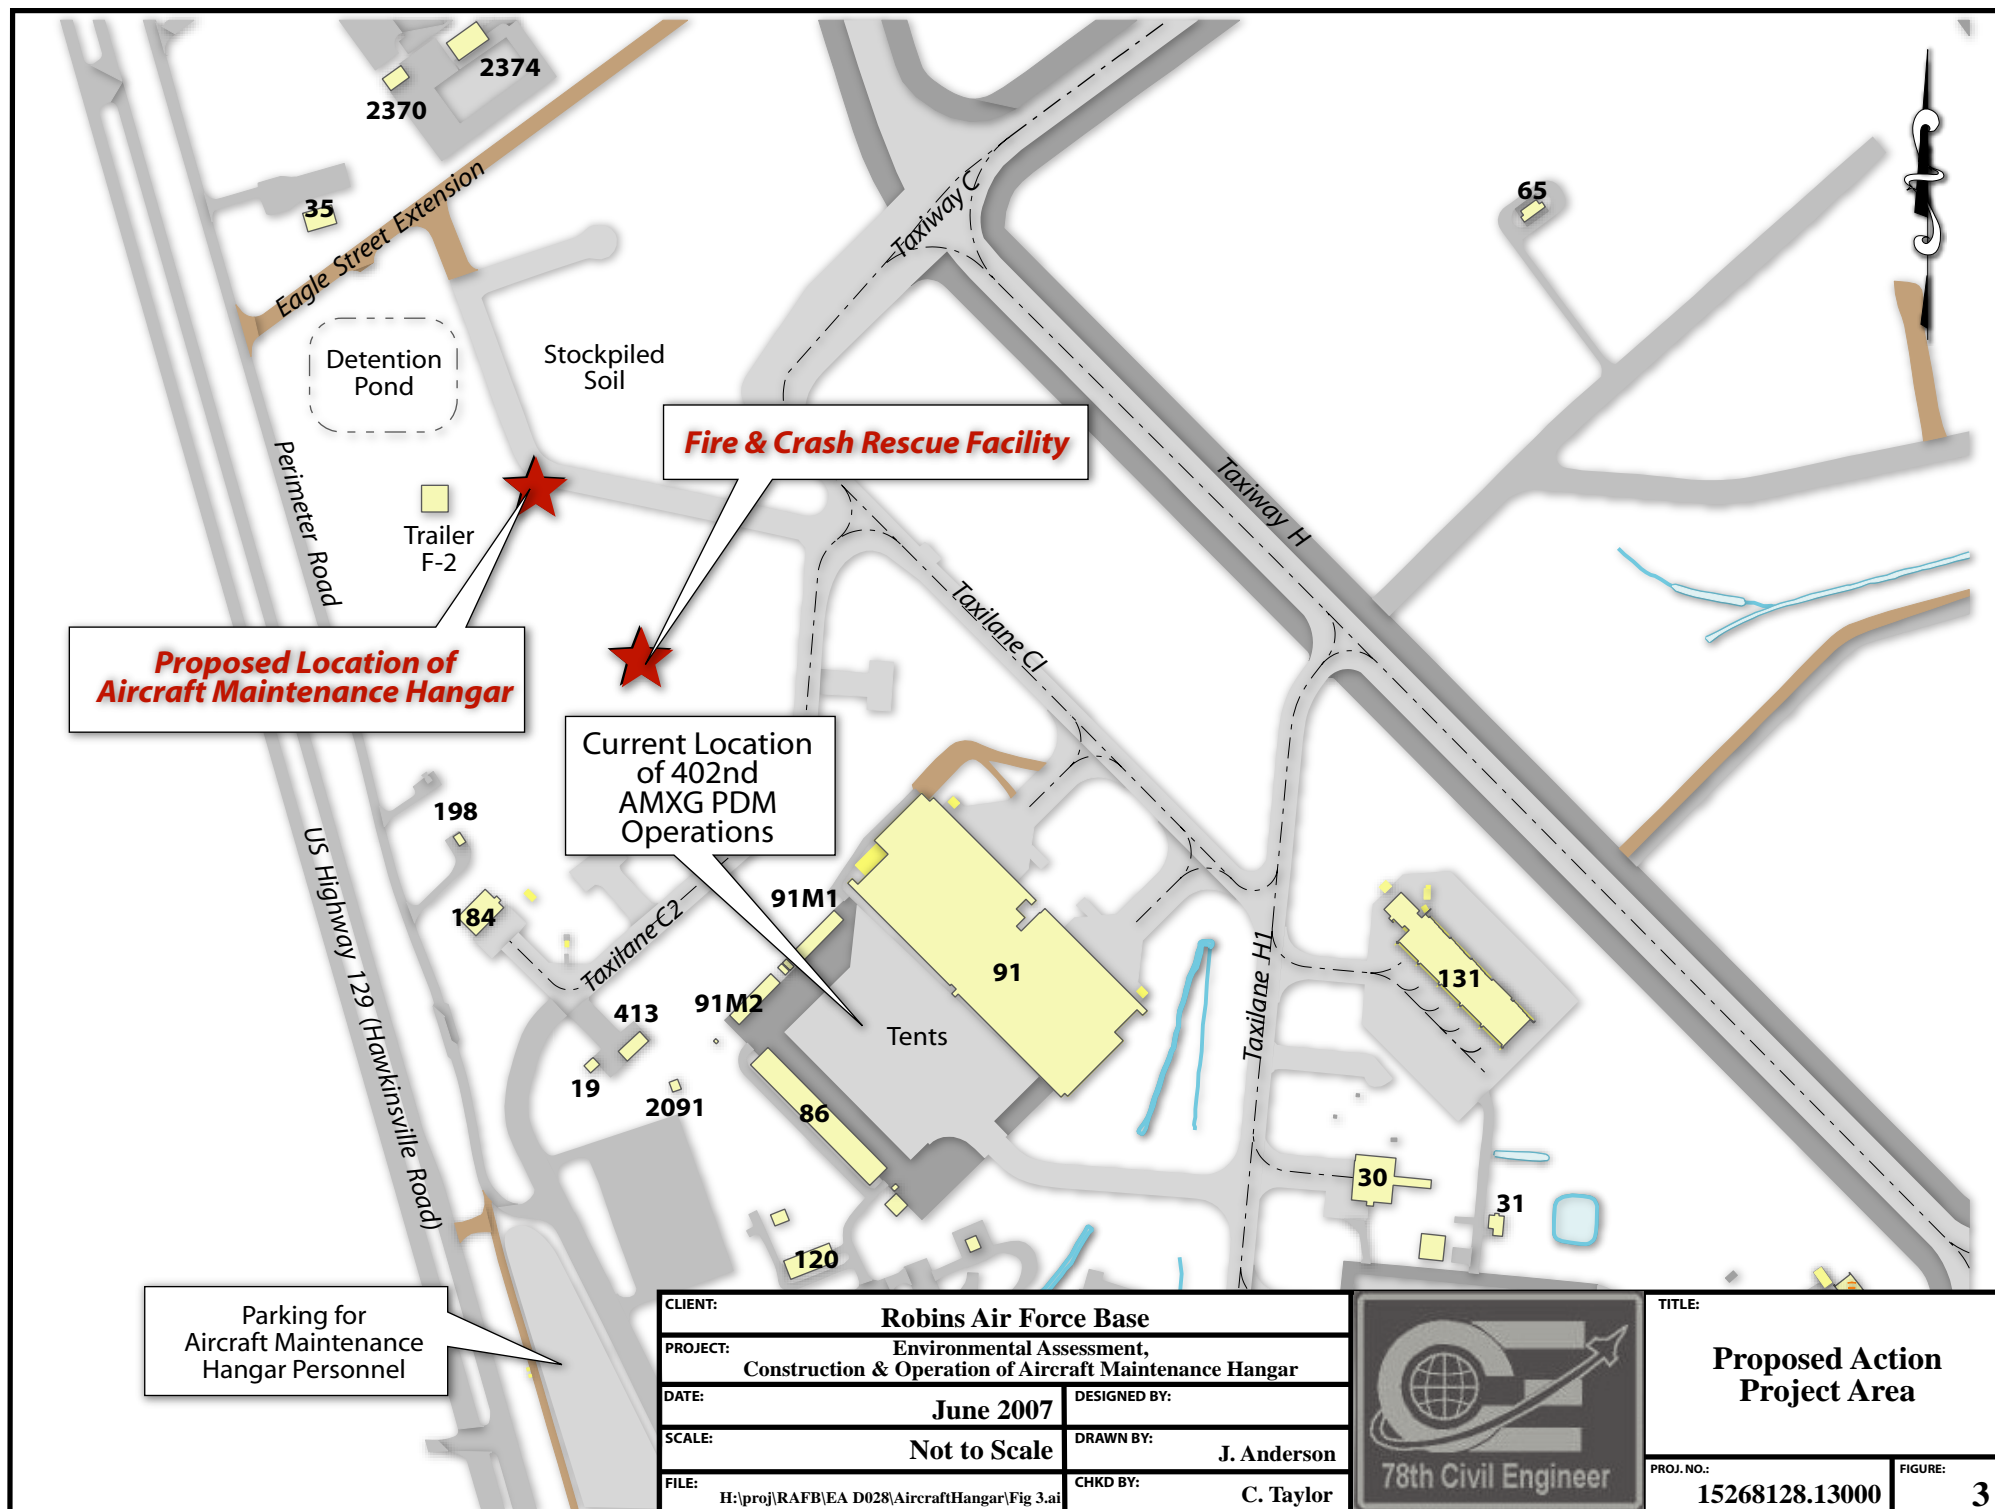 2374
2370
35
Eagle Street Extension
Taxiway C
65
Detention
Pond
Stockpiled
Soil
Fire & Crash Rescue Facility
Perimeter Road
Trailer
F-2
Taxiway H
Taxilane CI
Proposed Location of
Aircraft Maintenance Hangar
Current Location
of 402nd
AMXG PDM
Operations
198
US Highway 129 (Hawkinsville Road)
184
91M1
Taxilane C2
91
Taxilane H1
131
91M2
413
Tents
19
2091
86
30
31
120
Parking for
Aircraft Maintenance
Hangar Personnel
CLIENT:
Robins Air Force Base
PROJECT:
Environmental Assessment,
Construction & Operation of Aircraft Maintenance Hangar
DATE:
June 2007
DESIGNED BY:
SCALE:
Not to Scale
DRAWN BY:
J. Anderson
FILE:
H:\proj\RAFB\EA D028\AircraftHangar\Fig 3.ai
CHKD BY:
C. Taylor
CE
78th Civil Engineer
TITLE:
Proposed Action
Project Area
PROJ. NO.:
15268128.13000
FIGURE:
3